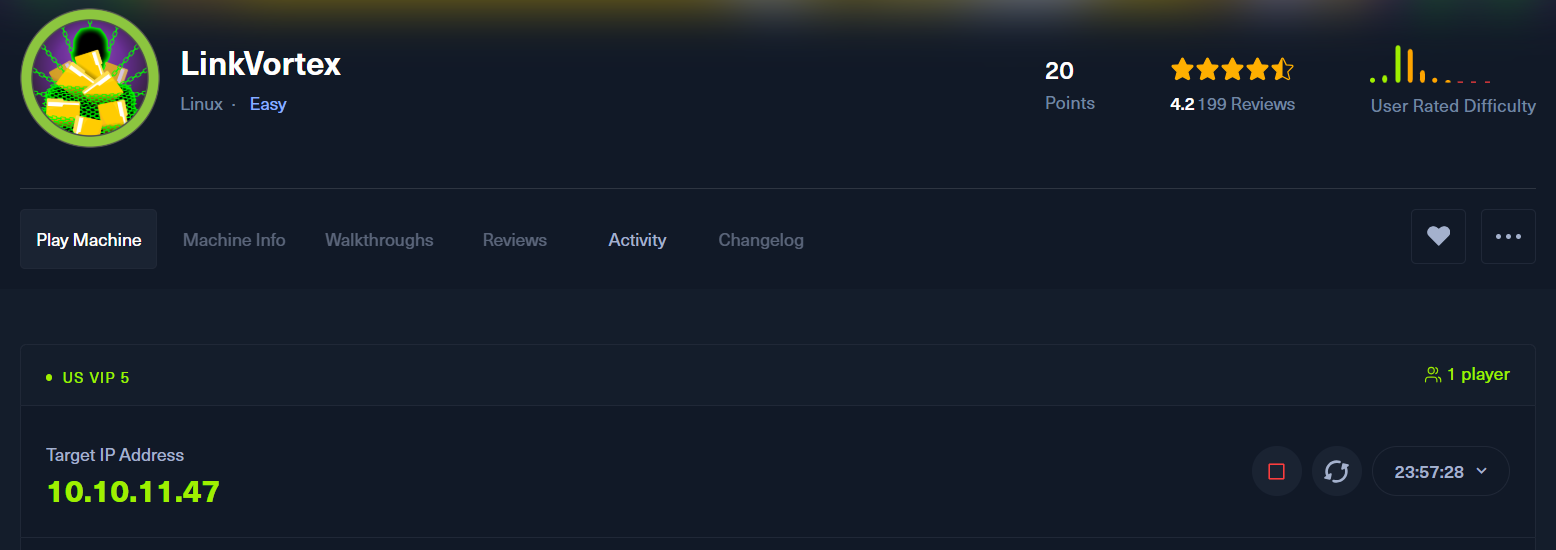 LinkVortex
Linux · Easy
20
Points
4.2 199 Reviews
User Rated Difficulty
Play Machine
Machine Info
Walkthroughs
Reviews
Activity
Changelog
US VIP 5
1 player
Target IP Address
10.10.11.47
23:57:28